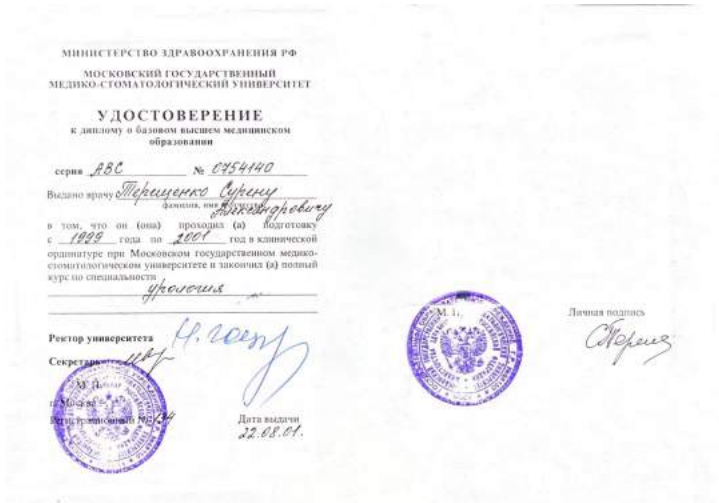 МИНИСТЕРСТВО ЗДРАВООХРАНЕНИЯ РФ
МОСКОВСКИЙ ГОСУДАРСТВЕННЫЙ
МЕДИКО-СТОМАТОЛОГИЧЕСКИЙ УНИВЕРСИТЕТ
УДОСТОВЕРЕНИЕ
к диплому о базовом высшем медицинском
образовании
серия АВС № 0754140
Выдано врачу Терещенко Сурену
фамилия, имя
Александровичу
в том, что он (она) проходил (а) подготовку
с 1999 года по 2001 год в клинической
ординатуре при Московском государственном медико-
стоматологическом университете и закончил (а) полный
курс по специальности
урология
Ректор университета
Секретарь
М. П.
г. Москва
Регистрационный № 134
Дата выдачи
22.08.01.
М. П.
Личная подпись